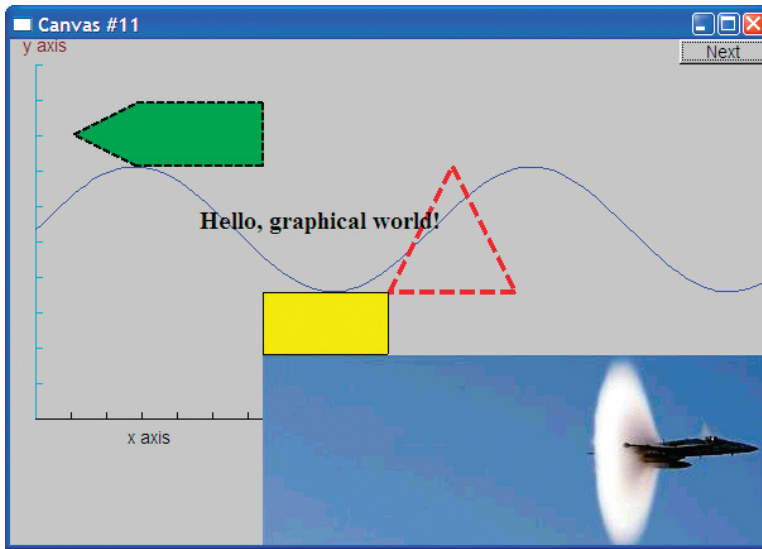 Canvas #11
y axis
Next
Hello, graphical world!
x axis